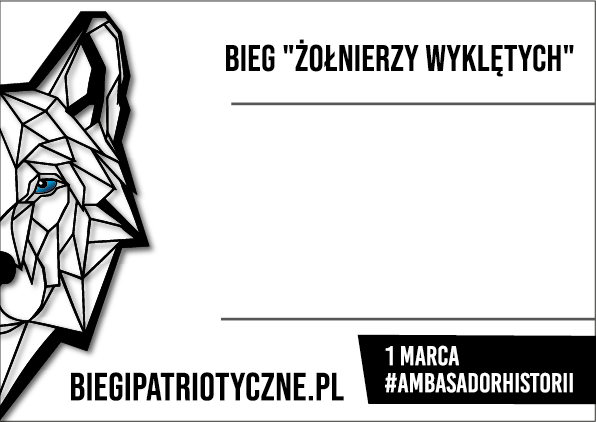 BIEG "ŻOŁNIERZY WYKLĘTYCH"
1 MARCA
#AMBASADORHISTORII
BIEGIPATRIOTYCZNE.PL